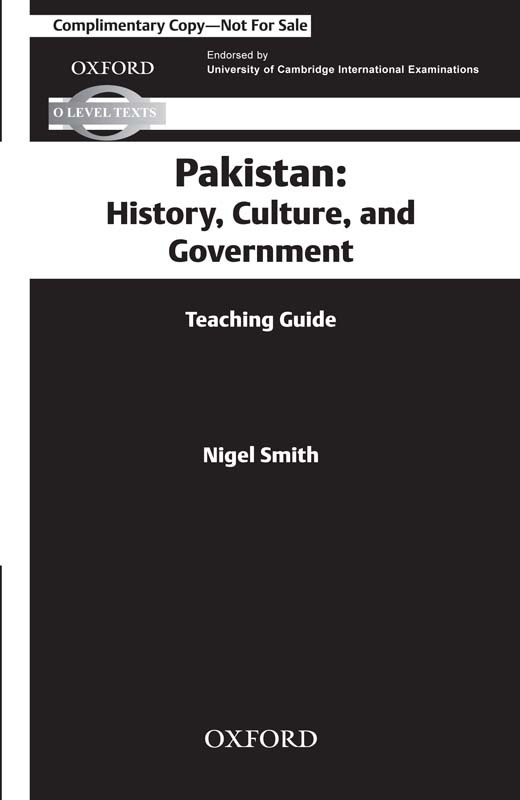 Complimentary Copy—Not For Sale
OXFORD
Endorsed by
University of Cambridge International Examinations
O LEVEL TEXTS
Pakistan:
History, Culture, and
Government
Teaching Guide
Nigel Smith
OXFORD